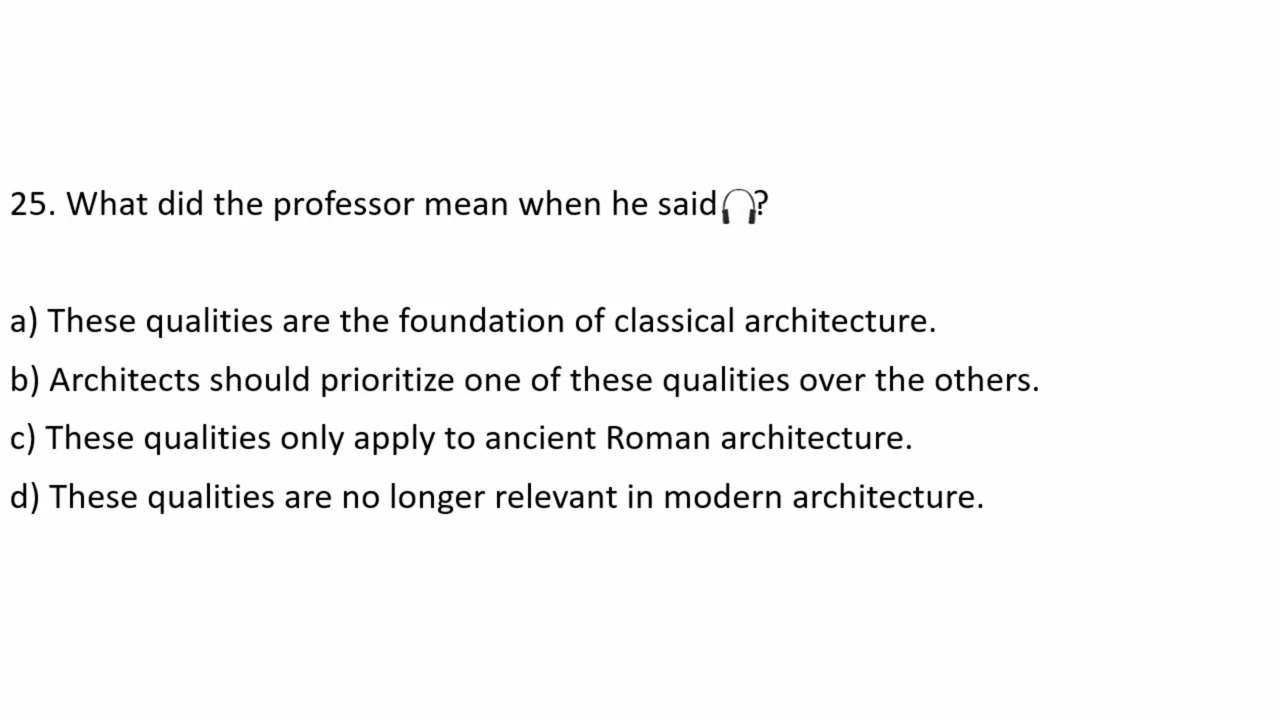 25. What did the professor mean when he said🎧?
a) These qualities are the foundation of classical architecture.
b) Architects should prioritize one of these qualities over the others.
c) These qualities only apply to ancient Roman architecture.
d) These qualities are no longer relevant in modern architecture.